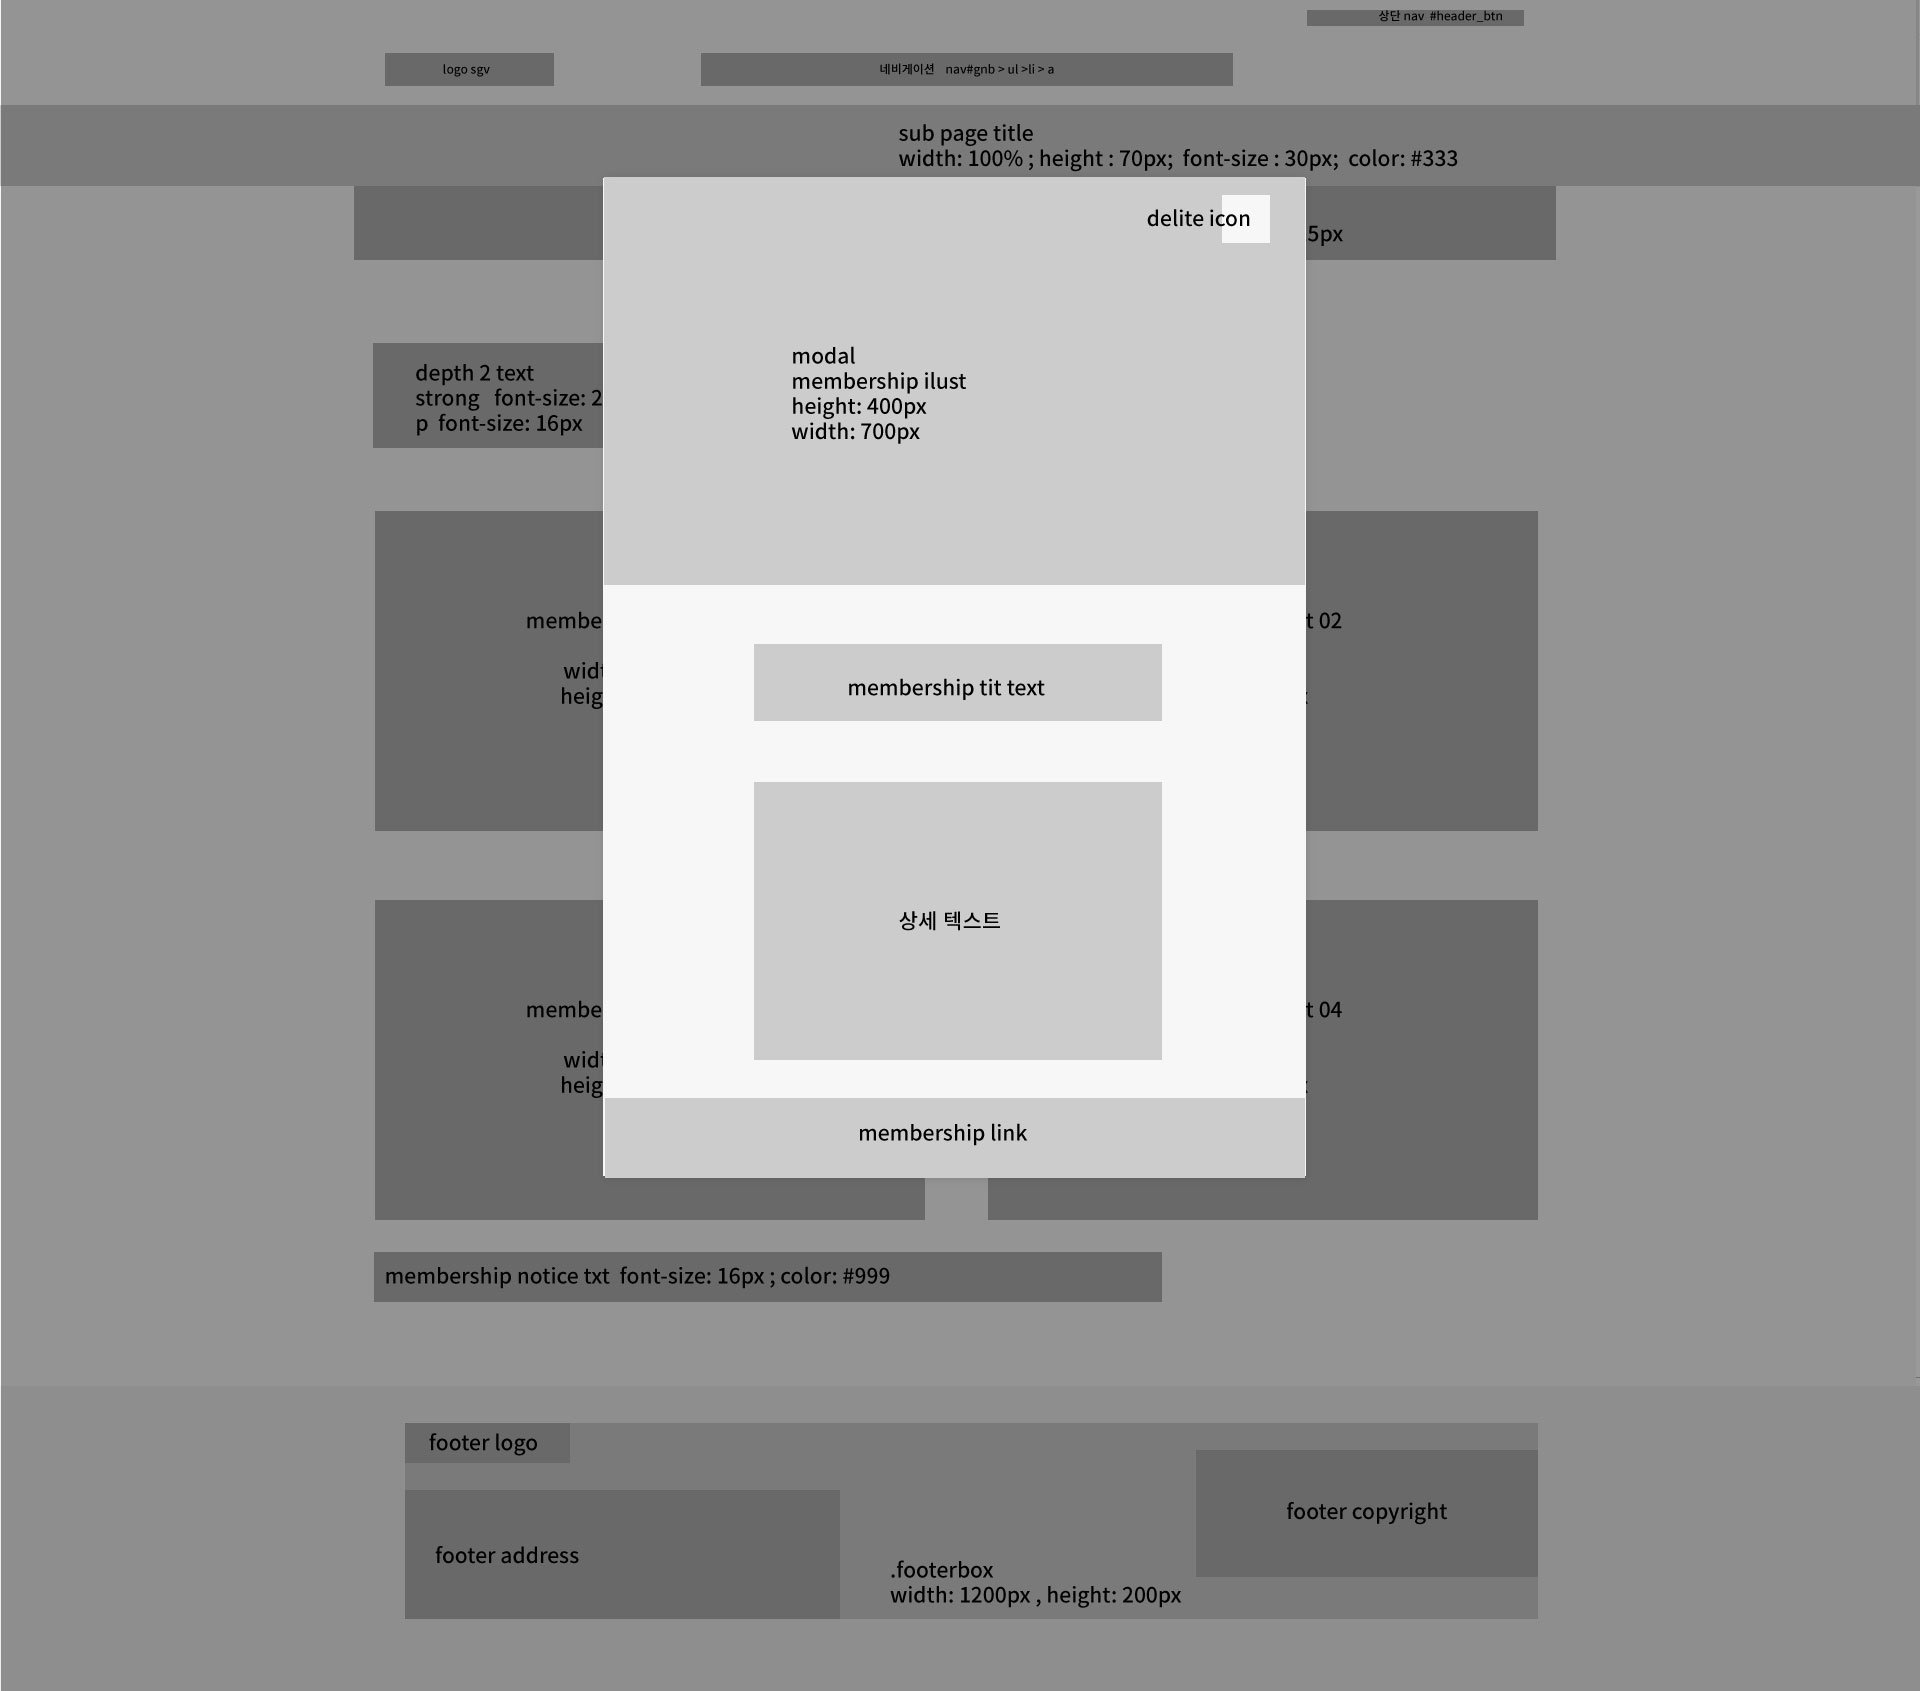 상단 nav  #header_btn
logo sgv
네비게이션    nav#gnb > ul >li > a
sub page title
width: 100% ; height : 70px;  font-size : 30px;  color: #333
delite icon
5px
modal
membership ilust
height: 400px
width: 700px
depth 2 text
strong   font-size: 2
p  font-size: 16px
membe
t 02
widt
heig
membership tit text
상세 텍스트
membe
t 04
widt
heig
membership link
membership notice txt  font-size: 16px ; color: #999
footer logo
footer address
footer copyright
.footerbox
width: 1200px , height: 200px